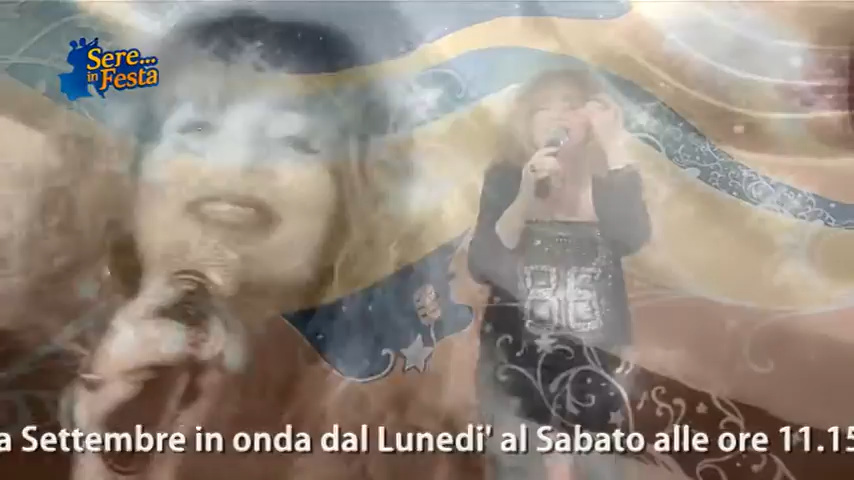 Sere...
in Festa
a Settembre in onda dal Lunedi' al Sabato alle ore 11.15
88